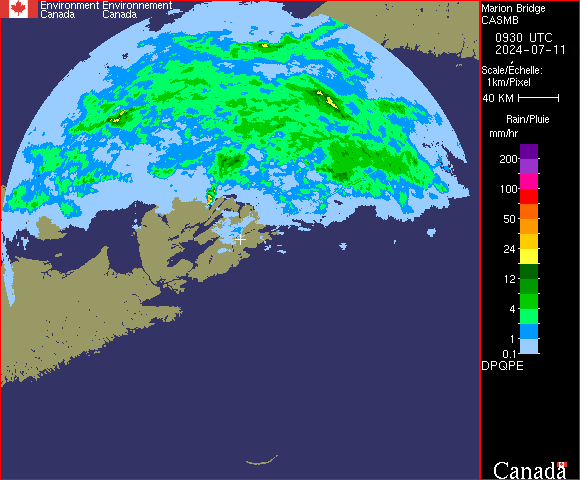 Environment Environnement
Canada Canada
Marion Bridge
CASMB
0930 UTC
2024-07-11
Scale/Échelle:
1km/Pixel
40 KM
Rain/Pluie
mm/hr
200
100
50
24
12
4
1
0.1
DPQPE
Canada